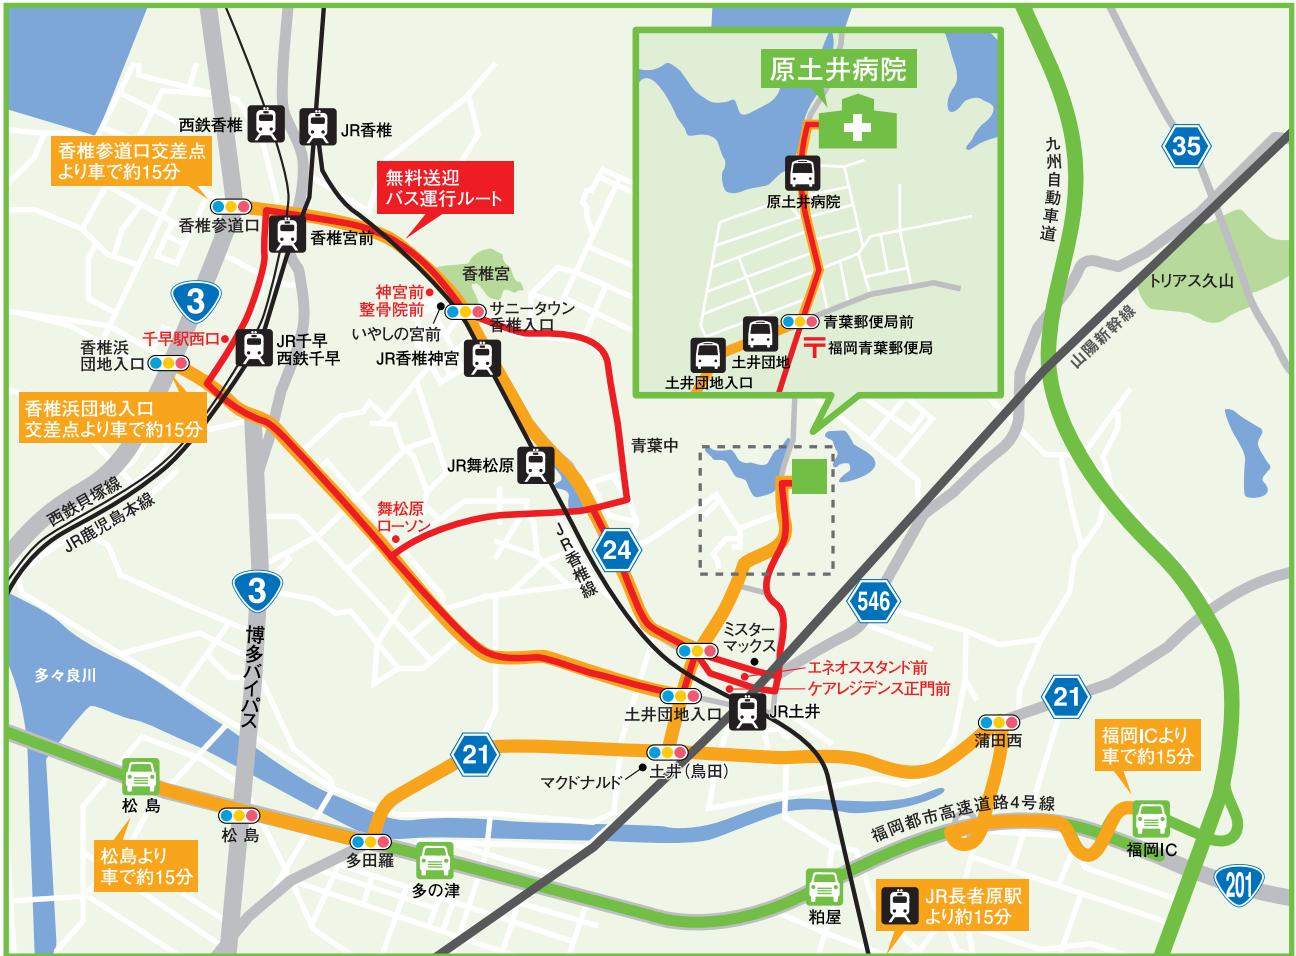 原土井病院
原土井病院
青葉郵便局前
福岡青葉郵便局
土井団地
土井団地入口
西鉄香椎
JR香椎
香椎参道口交差点
より車で約15分
無料送迎
バス運行ルート
香椎参道口
香椎宮前
香椎宮
神宮前
整骨院前
いやしの宮前
サニータウン
香椎入口
JR香椎神宮
3
千早駅西口
JR千早
西鉄千早
香椎浜
団地入口
香椎浜団地入口
交差点より車で約15分
九州自動車道
35
トリアス久山
山陽新幹線
西鉄貝塚線
JR鹿児島本線
JR舞松原
青葉中
舞松原
ローソン
JR香椎線
24
3
博多バイパス
546
ミスター
マックス
エネオススタンド前
ケアレジデンス正門前
多々良川
土井団地入口
JR土井
21
21
蒲田西
福岡ICより
車で約15分
マクドナルド
土井(鳥田)
松島
松島
多田羅
多の津
松島より
車で約15分
福岡都市高速道路4号線
福岡IC
粕屋
201
JR長者原駅
より約15分